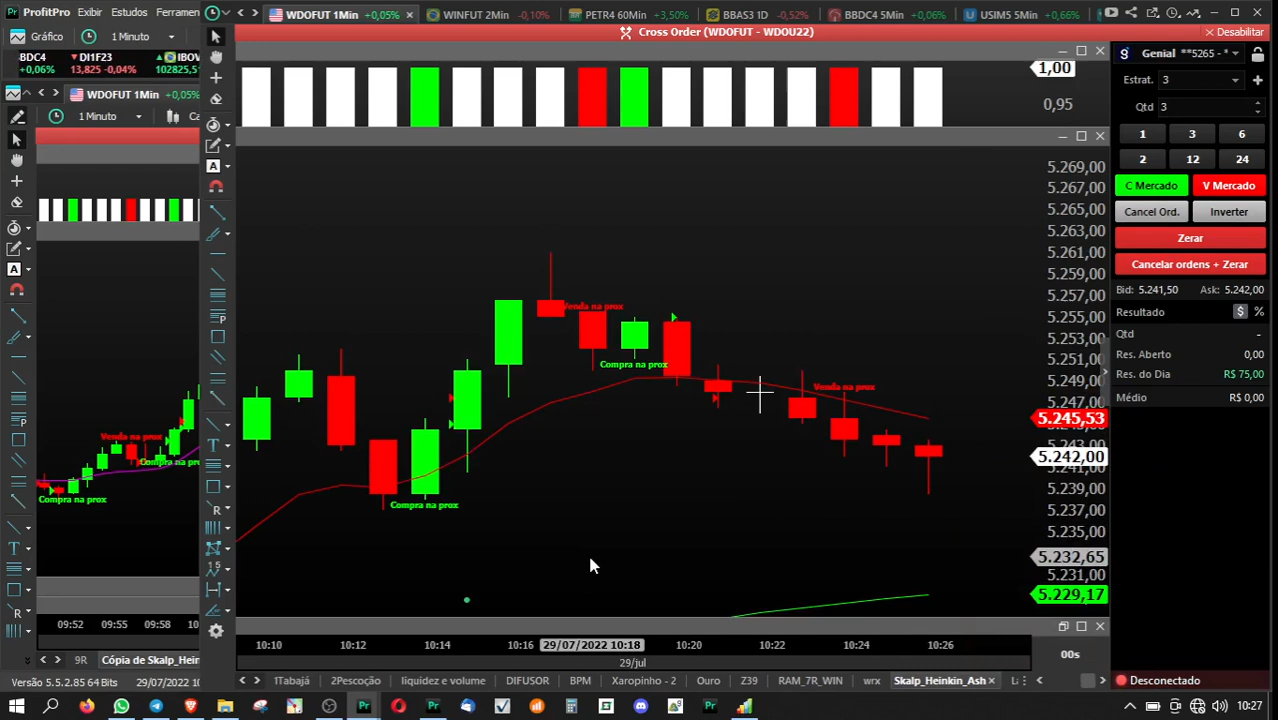 ProfitPro Exibir Estudos Ferramen
Gráfico 1 Minuto
BDC4 +0,06%
DI1F23 13,825 -0,04%
IBOV 102825,5
WDOFUT 1Min +0,05%
1 Minuto
WDOFUT 1Min +0,05%
WINFUT 2Min -0,10%
PETR4 60Min +3,50%
BBAS3 1D -0,52%
BBDC4 5Min +0,06%
USIM5 5Min +0,66%
Cross Order (WDOFUT - WDOU22)
Desabilitar
1,00
0,95
5.269,00
5.267,00
5.265,00
5.263,00
5.261,00
5.259,00
5.257,00
5.255,00
5.253,00
5.251,00
5.249,00
5.247,00
5.245,53
5.243,00
5.242,00
5.241,00
5.239,00
5.237,00
5.235,00
5.232,65
5.231,00
5.229,17
Venda na prox
Compra na prox
Venda na prox
Compra na prox
Venda na prox
Compra na pro
Compra na prox
09:52 09:55 09:58
10:10 10:12 10:14 10:16 29/07/2022 10:18 10:20 10:22 10:24 10:26
29/jul
00s
9R Cópia de Skalp_Hein
1Tabajá 2Pescoção liquidez e volume DIFUSOR BPM Xaropinho - 2 Ouro Z39 RAM_7R_WIN wrx Skalp_Heinkin_Ash
Genial **5265 - *
Estrat. 3
Qtd 3
1 3 6
2 12 24
C Mercado V Mercado
Cancel Ord. Inverter
Zerar
Cancelar ordens + Zerar
Bid: 5.241,50 Ask: 5.242,00
Resultado $ %
Qtd -
Res. Aberto 0,00
Res. do Dia R$ 75,00
Médio R$ 0,00
Desconectado
Versão 5.5.2.85 64 Bits 29/07/2022
10:27